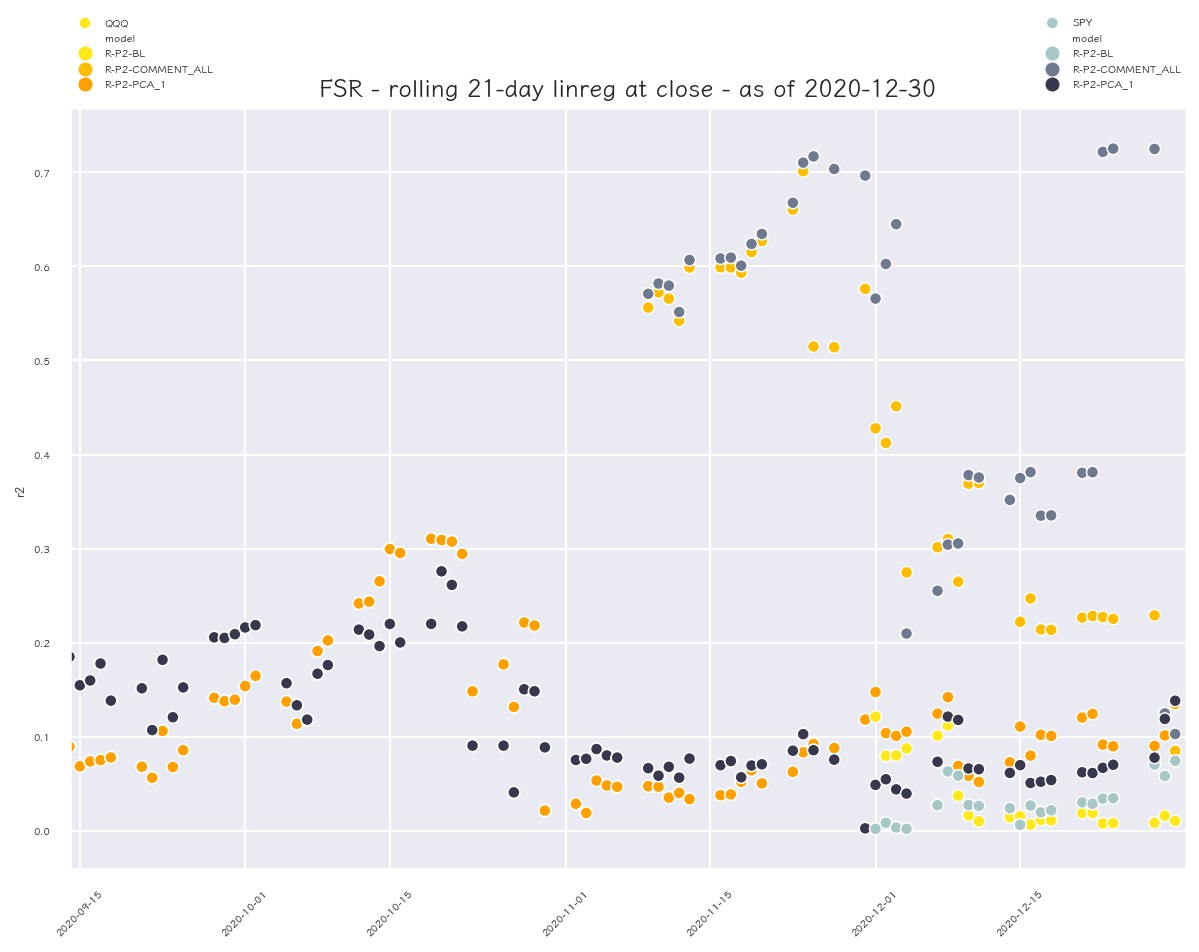 QQQ
model
R-P2-BL
R-P2-COMMENT_ALL
R-P2-PCA_1
SPY
model
R-P2-BL
R-P2-COMMENT_ALL
R-P2-PCA_1
FSR - rolling 21-day linreg at close - as of 2020-12-30
0.7
0.6
0.5
0.4
0.3
0.2
0.1
0.0
r2
2020-09-15
2020-10-01
2020-10-15
2020-11-01
2020-11-15
2020-12-01
2020-12-15